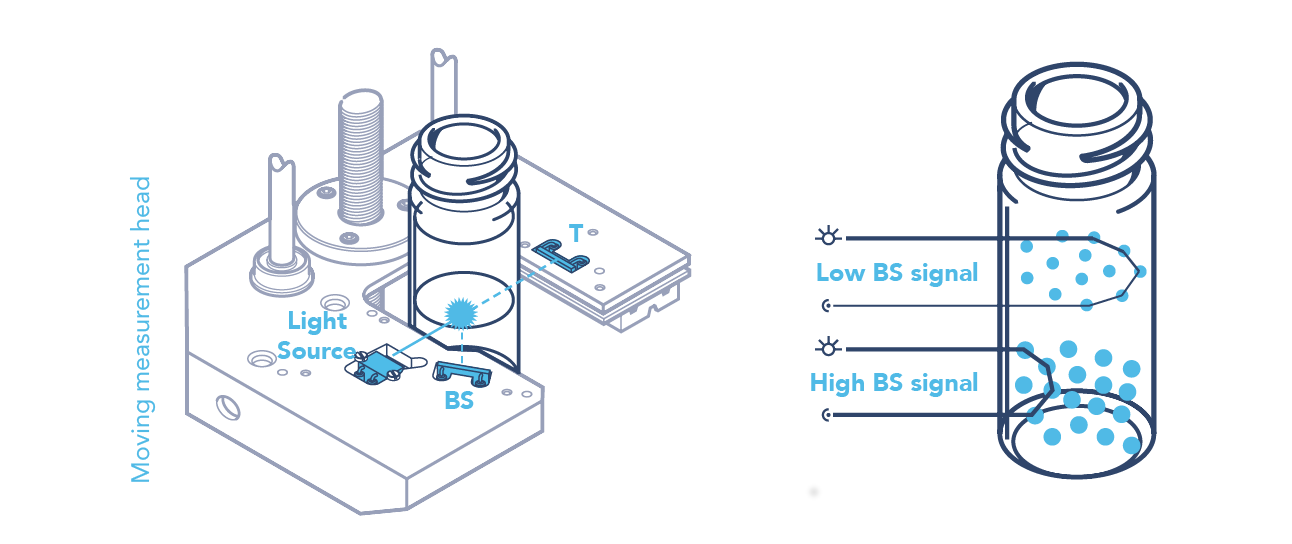 Moving measurement head
Light
Source
T
BS
Low BS signal
High BS signal